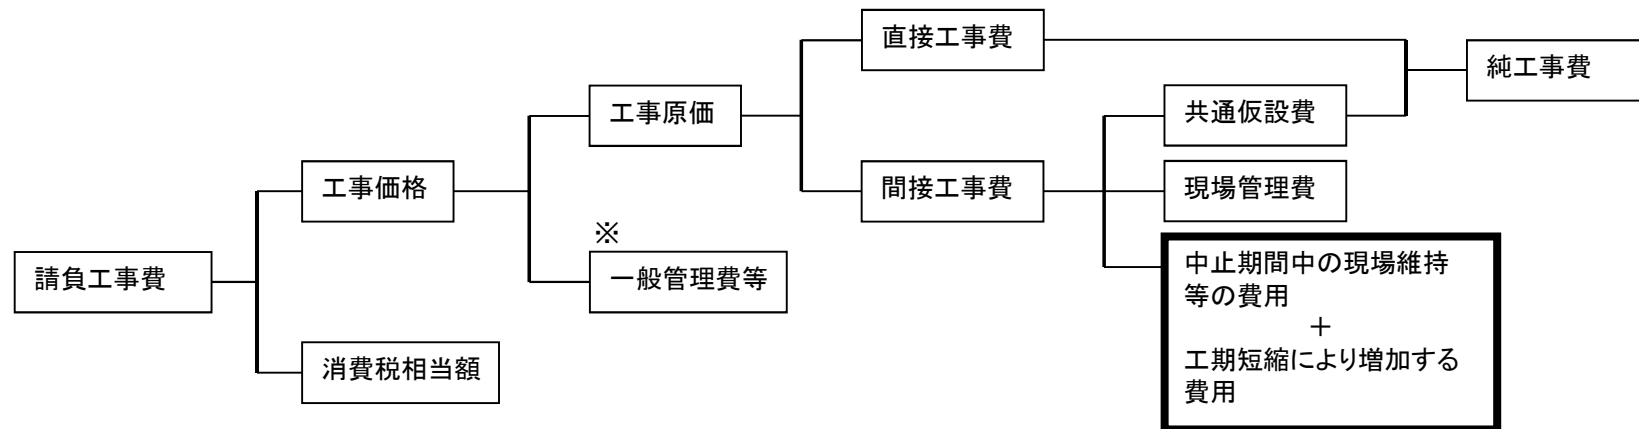 直接工事費
純工事費
工事原価
共通仮設費
工事価格
間接工事費
現場管理費
※
請負工事費
一般管理費等
中止期間中の現場維持
等の費用
＋
工期短縮により増加する
費用
消費税相当額